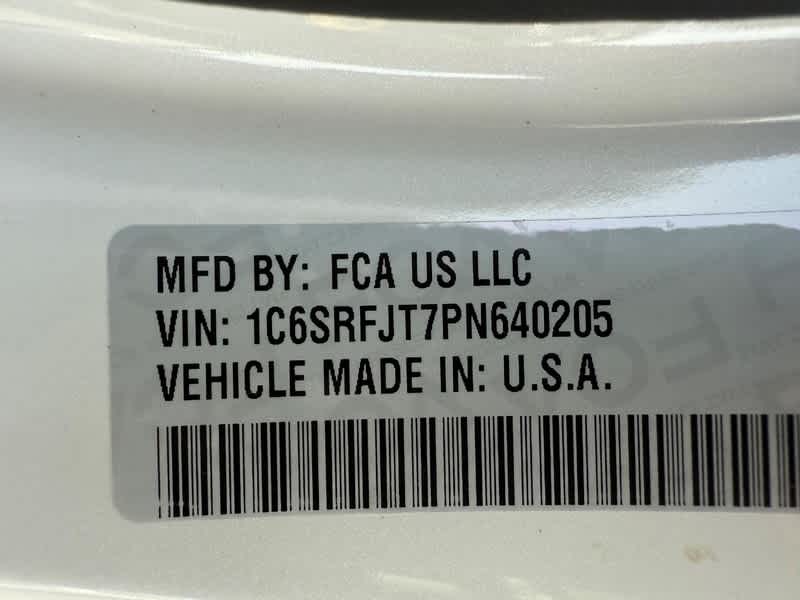 MFD BY: FCA US LLC
VIN: 1C6SRFJT7PN640205
VEHICLE MADE IN: U.S.A.